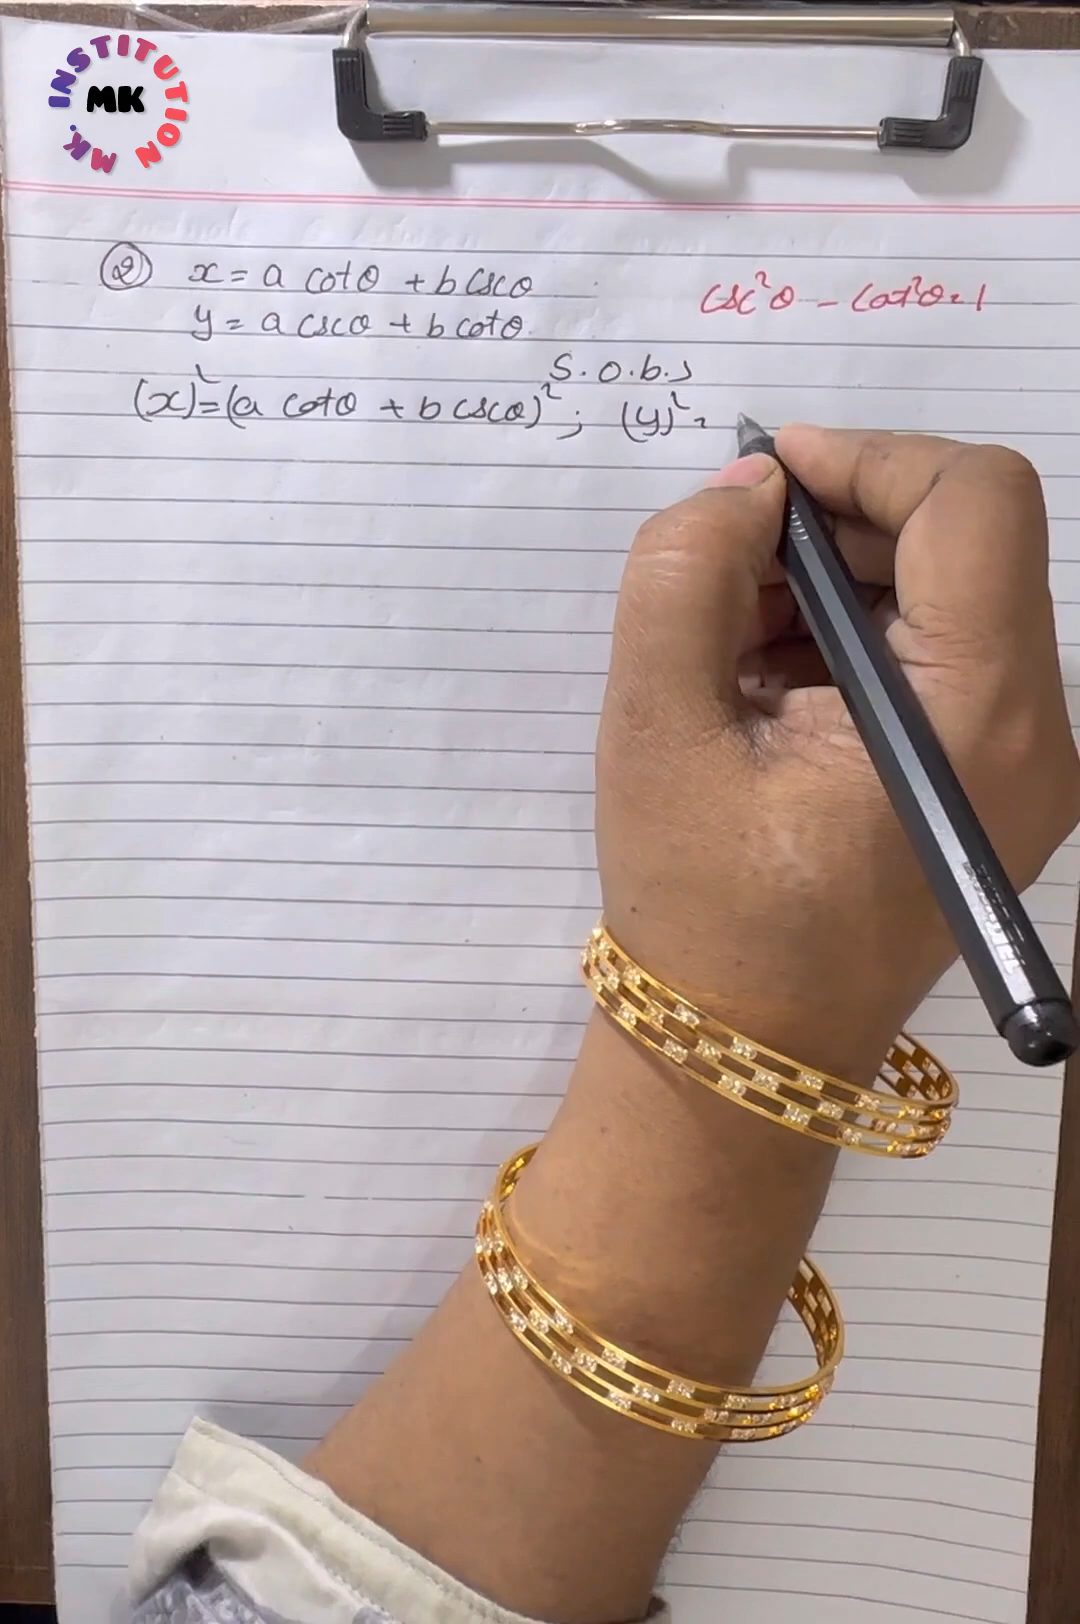 MK. INSTITUTION
MK
② x = a cotθ + b cscθ
csc²θ - cot²θ = 1
y = a cscθ + b cotθ
S.O.b.s
(x)² = (a cotθ + b cscθ)² ; (y)² =